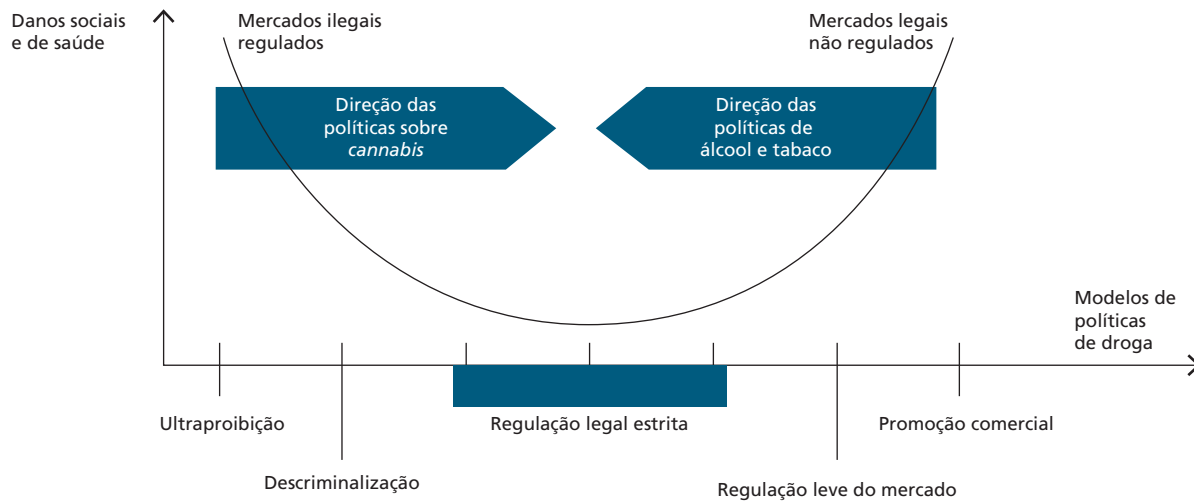 Danos sociais
e de saúde
Mercados ilegais
regulados
Mercados legais
não regulados
Direção das
políticas sobre
cannabis
Direção das
políticas de
álcool e tabaco
Modelos de
políticas
de droga
Ultraproibição
Regulação legal estrita
Promoção comercial
Descriminalização
Regulação leve do mercado